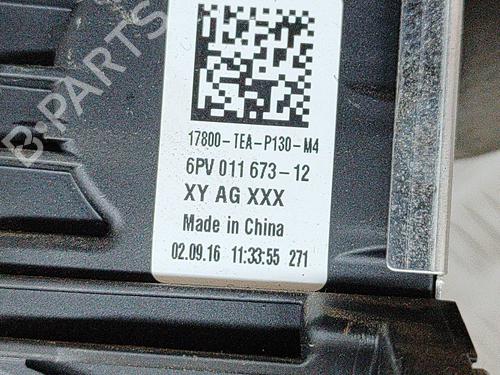 B-PARTS
17800-TEA-P130-M4
6PV 011 673-12
XY AG XXX
Made in China
02.09.16 11:33:55 271